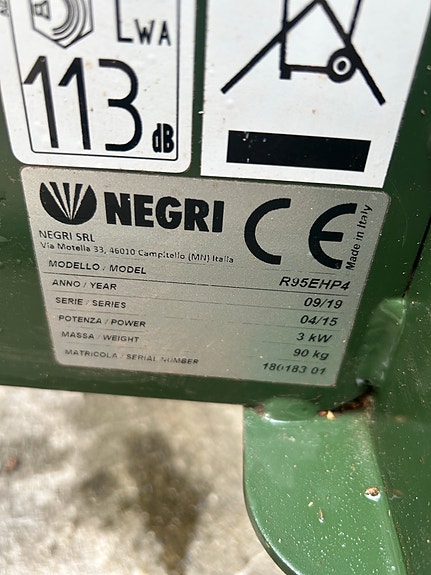 LWA
113 dB
NEGRI
CE
Made in Italy
NEGRI SRL
Via Motella 33, 46010 Campitello (MN) Italia
MODELLO / MODEL R95EHP4
ANNO / YEAR 09/19
SERIE / SERIES 04/15
POTENZA / POWER 3 kW
MASSA / WEIGHT 90 kg
MATRICOLA / SERIAL NUMBER 180183 01